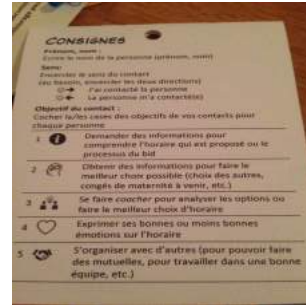 CONSIGNES
Prénom, nom :
Ecrire le nom de la personne (prénom, nom)
Sens:
Encercler le sens du contact
(au besoin, encercler les deux directions)
J'ai contacté la personne
La personne m'a contacté(e)
Objectif du contact :
Cocher la/les cases des objectifs de vos contacts pour
chaque personne
1 Demander des informations pour
comprendre l'horaire qui est proposé ou le
processus du bid
2 Obtenir des informations pour faire le
meilleur choix possible (choix des autres,
congés de maternité à venir, etc.)
3 Se faire coacher pour analyser les options ou
faire le meilleur choix d'horaire
4 Exprimer ses bonnes ou moins bonnes
émotions sur l'horaire
5 S'organiser avec d'autres (pour pouvoir faire
des mutuelles, pour travailler dans une bonne
équipe, etc.)